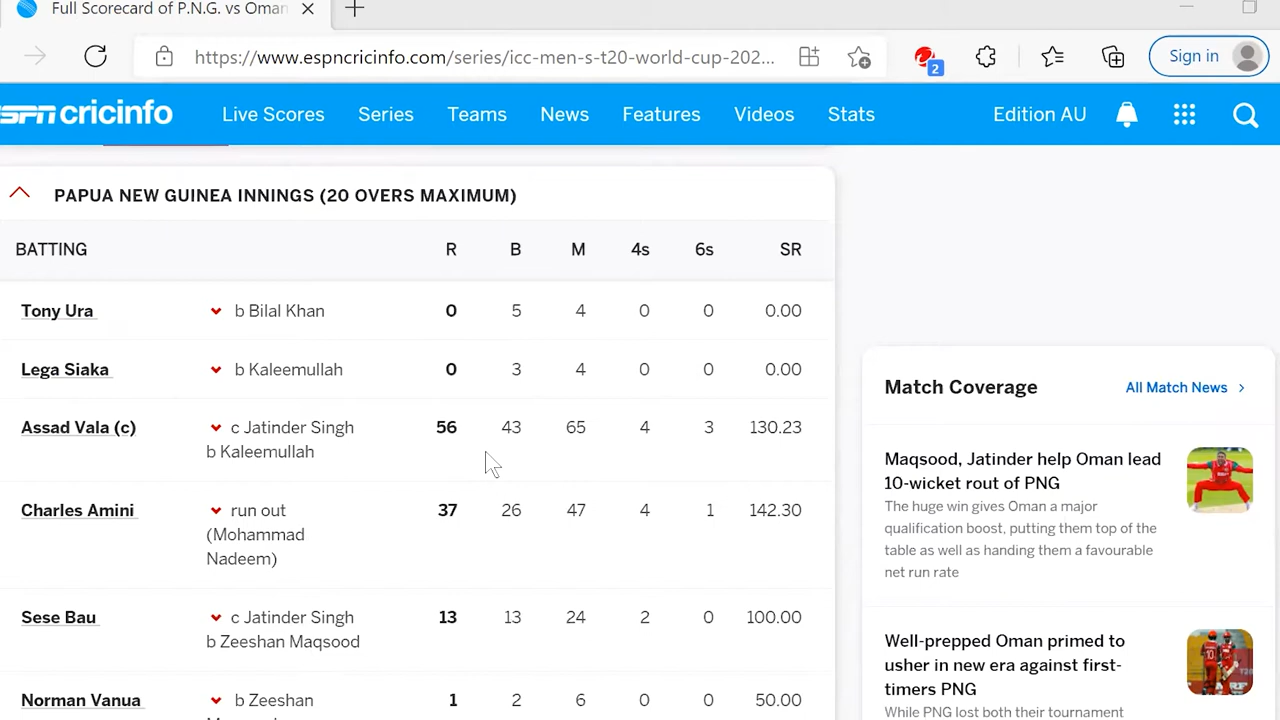 Full Scorecard of P.N.G. vs Oman
https://www.espncricinfo.com/series/icc-men-s-t20-world-cup-202...
2
Sign in
ESPN cricinfo
Live Scores Series Teams News Features Videos Stats Edition AU
PAPUA NEW GUINEA INNINGS (20 OVERS MAXIMUM)
BATTING R B M 4s 6s SR
Tony Ura b Bilal Khan 0 5 4 0 0 0.00
Lega Siaka b Kaleemullah 0 3 4 0 0 0.00
Assad Vala (c) c Jatinder Singh 56 43 65 4 3 130.23
b Kaleemullah
Charles Amini run out 37 26 47 4 1 142.30
(Mohammad
Nadeem)
Sese Bau c Jatinder Singh 13 13 24 2 0 100.00
b Zeeshan Maqsood
Norman Vanua b Zeeshan 1 2 6 0 0 50.00
Match Coverage All Match News
Maqsood, Jatinder help Oman lead
10-wicket rout of PNG
The huge win gives Oman a major
qualification boost, putting them top of the
table as well as handing them a favourable
net run rate
Well-prepped Oman primed to
usher in new era against first-
timers PNG
While PNG lost both their tournament